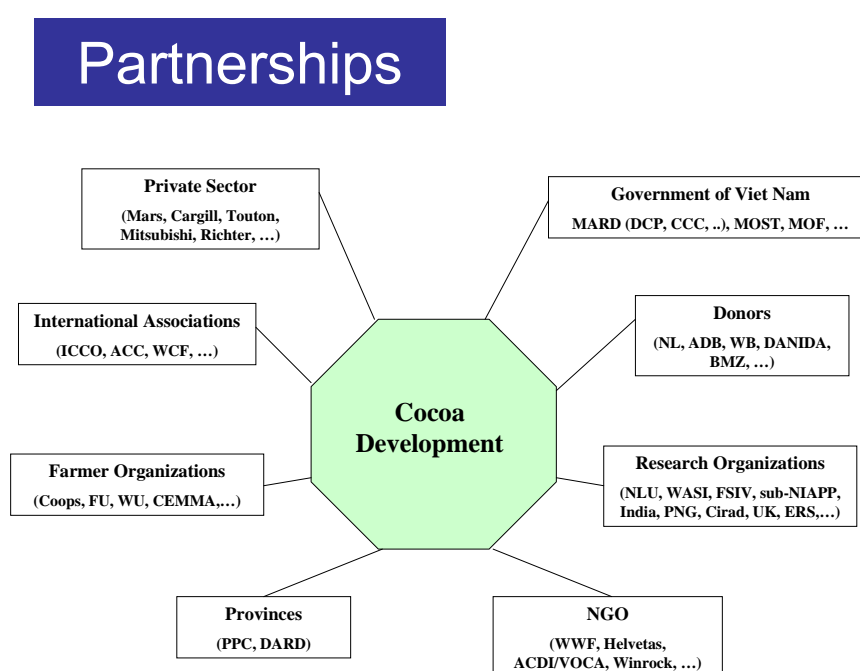 Partnerships
Private Sector
(Mars, Cargill, Touton,
Mitsubishi, Richter, …)
Government of Viet Nam
MARD (DCP, CCC, ..), MOST, MOF, …
International Associations
(ICCO, ACC, WCF, …)
Donors
(NL, ADB, WB, DANIDA,
BMZ, …)
Cocoa
Development
Farmer Organizations
(Coops, FU, WU, CEMMA,…)
Research Organizations
(NLU, WASI, FSIV, sub-NIAPP,
India, PNG, Cirad, UK, ERS,…)
Provinces
(PPC, DARD)
NGO
(WWF, Helvetas,
ACDI/VOCA, Winrock, …)